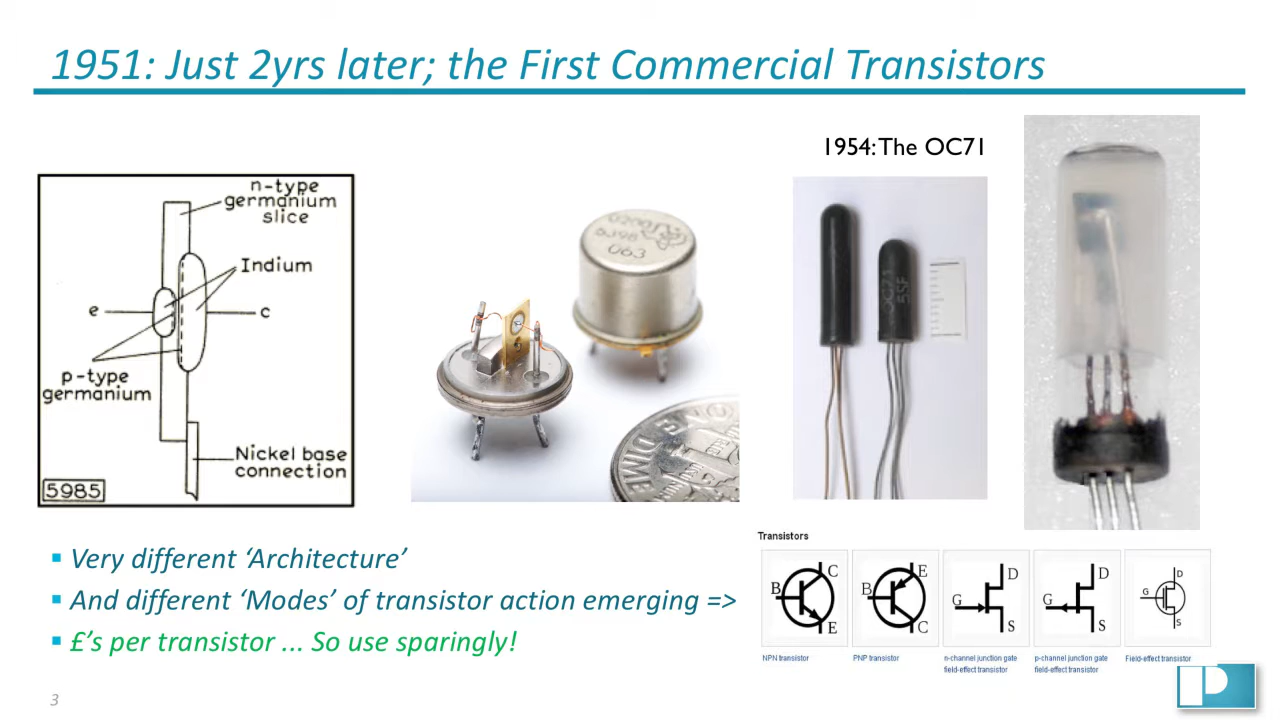 1951: Just 2yrs later; the First Commercial Transistors
1954: The OC71
n-type
germanium
slice
Indium
e
c
p-type
germanium
Nickel base
connection
5985
063
DIME
OC71
▪ Very different ‘Architecture’
▪ And different ‘Modes’ of transistor action emerging =>
▪ £’s per transistor ... So use sparingly!
Transistors
B C E
B E C
G D S
G D S
G D S
NPN transistor
PNP transistor
n-channel junction gate
field-effect transistor
p-channel junction gate
field-effect transistor
Field-effect transistor
3